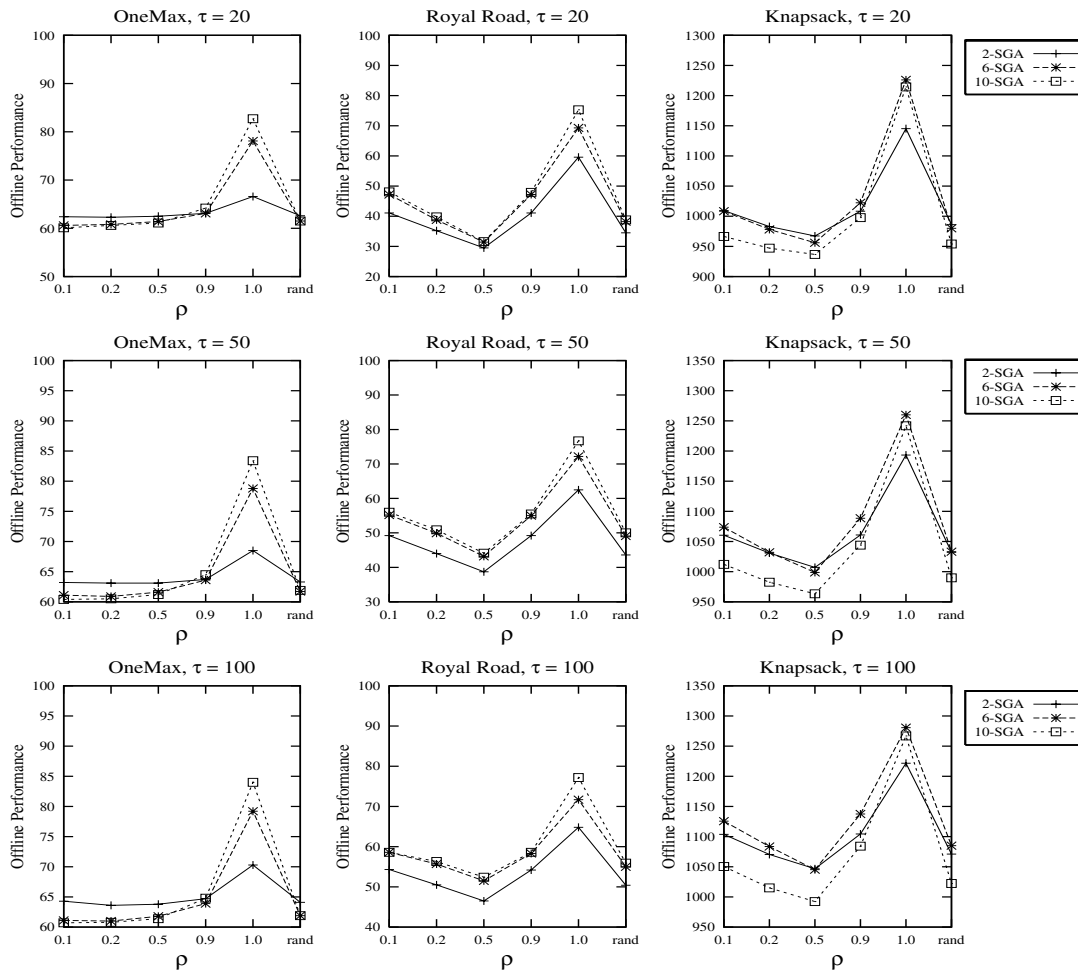 OneMax, τ = 20
Offline Performance
100
90
80
70
60
50
0.1 0.2 0.5 0.9 1.0 rand
ρ
Royal Road, τ = 20
Offline Performance
100
90
80
70
60
50
40
30
20
0.1 0.2 0.5 0.9 1.0 rand
ρ
Knapsack, τ = 20
Offline Performance
1300
1250
1200
1150
1100
1050
1000
950
900
0.1 0.2 0.5 0.9 1.0 rand
ρ
2-SGA
6-SGA
10-SGA
OneMax, τ = 50
Offline Performance
100
95
90
85
80
75
70
65
60
0.1 0.2 0.5 0.9 1.0 rand
ρ
Royal Road, τ = 50
Offline Performance
100
90
80
70
60
50
40
30
0.1 0.2 0.5 0.9 1.0 rand
ρ
Knapsack, τ = 50
Offline Performance
1350
1300
1250
1200
1150
1100
1050
1000
950
0.1 0.2 0.5 0.9 1.0 rand
ρ
2-SGA
6-SGA
10-SGA
OneMax, τ = 100
Offline Performance
100
95
90
85
80
75
70
65
60
0.1 0.2 0.5 0.9 1.0 rand
ρ
Royal Road, τ = 100
Offline Performance
100
90
80
70
60
50
40
0.1 0.2 0.5 0.9 1.0 rand
ρ
Knapsack, τ = 100
Offline Performance
1350
1300
1250
1200
1150
1100
1050
1000
950
0.1 0.2 0.5 0.9 1.0 rand
ρ
2-SGA
6-SGA
10-SGA